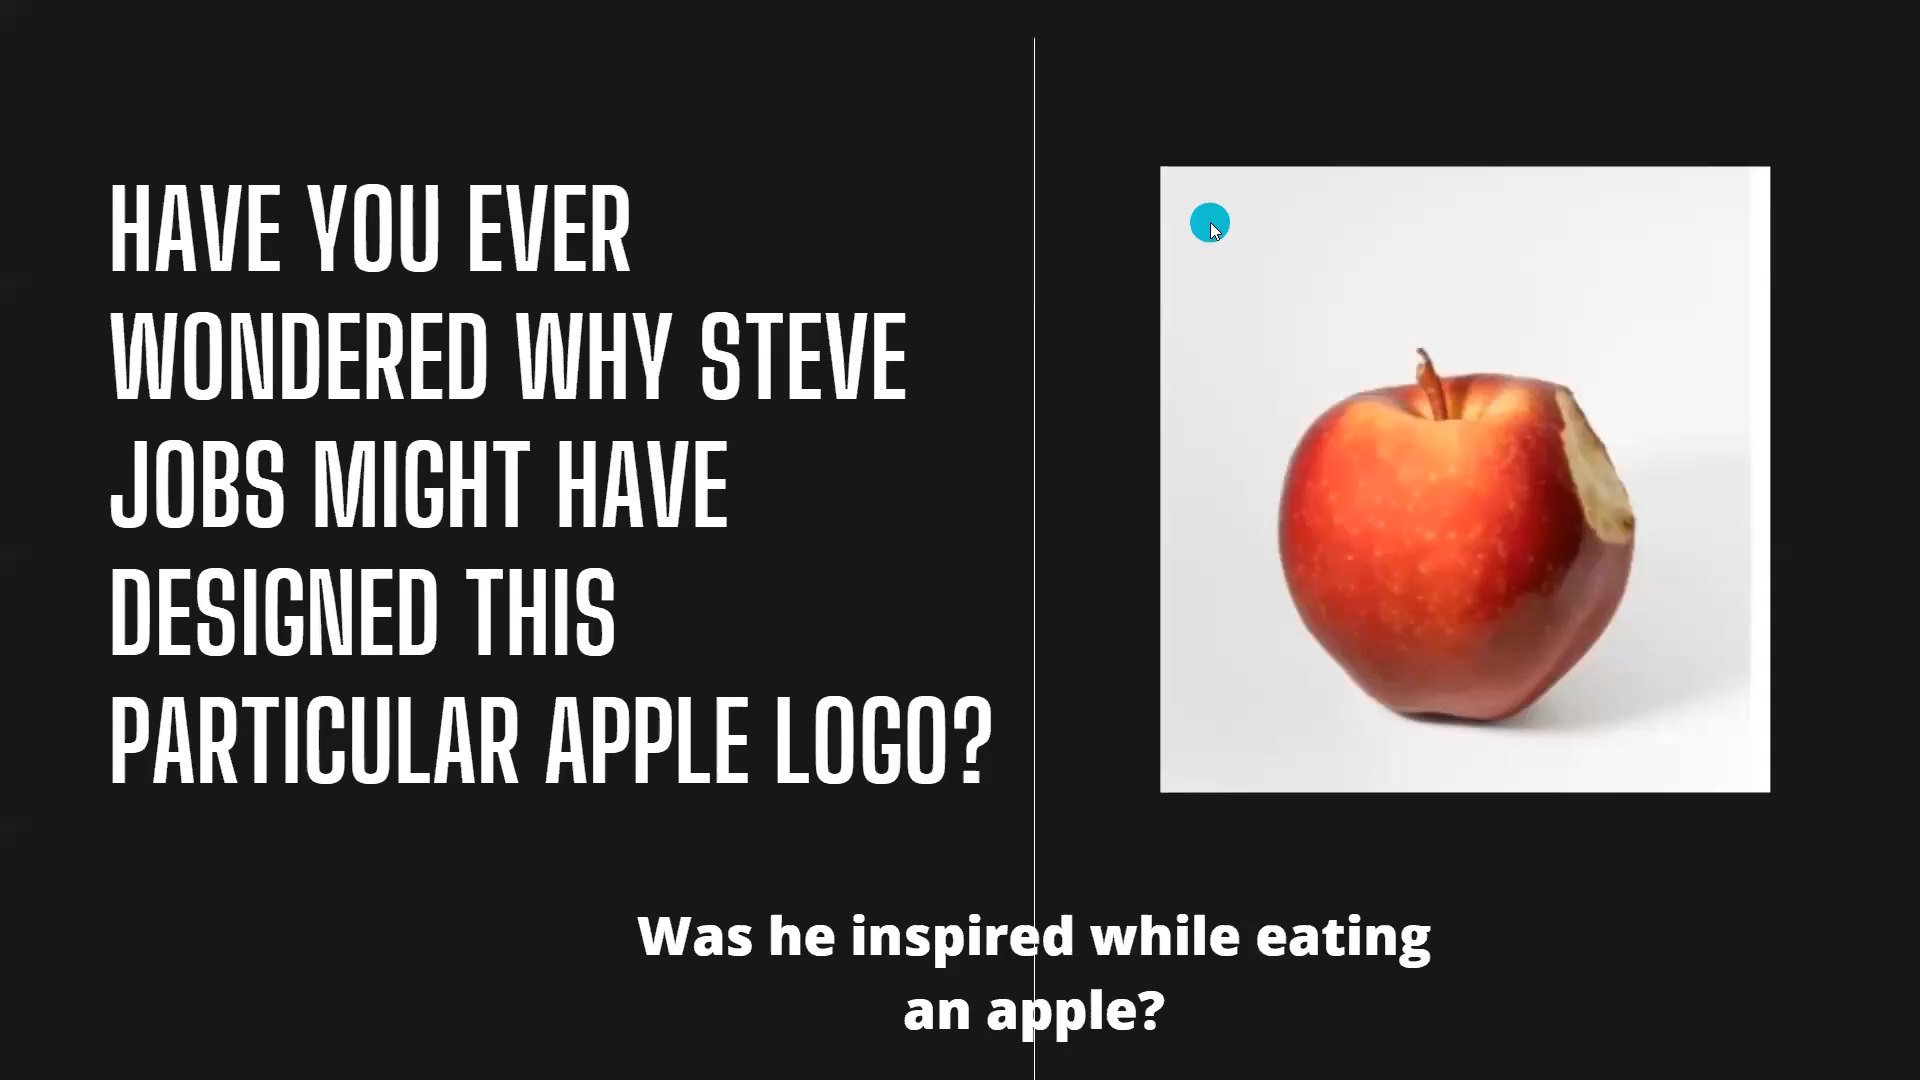 HAVE YOU EVER
WONDERED WHY STEVE
JOBS MIGHT HAVE
DESIGNED THIS
PARTICULAR APPLE LOGO?
Was he inspired while eating
an apple?